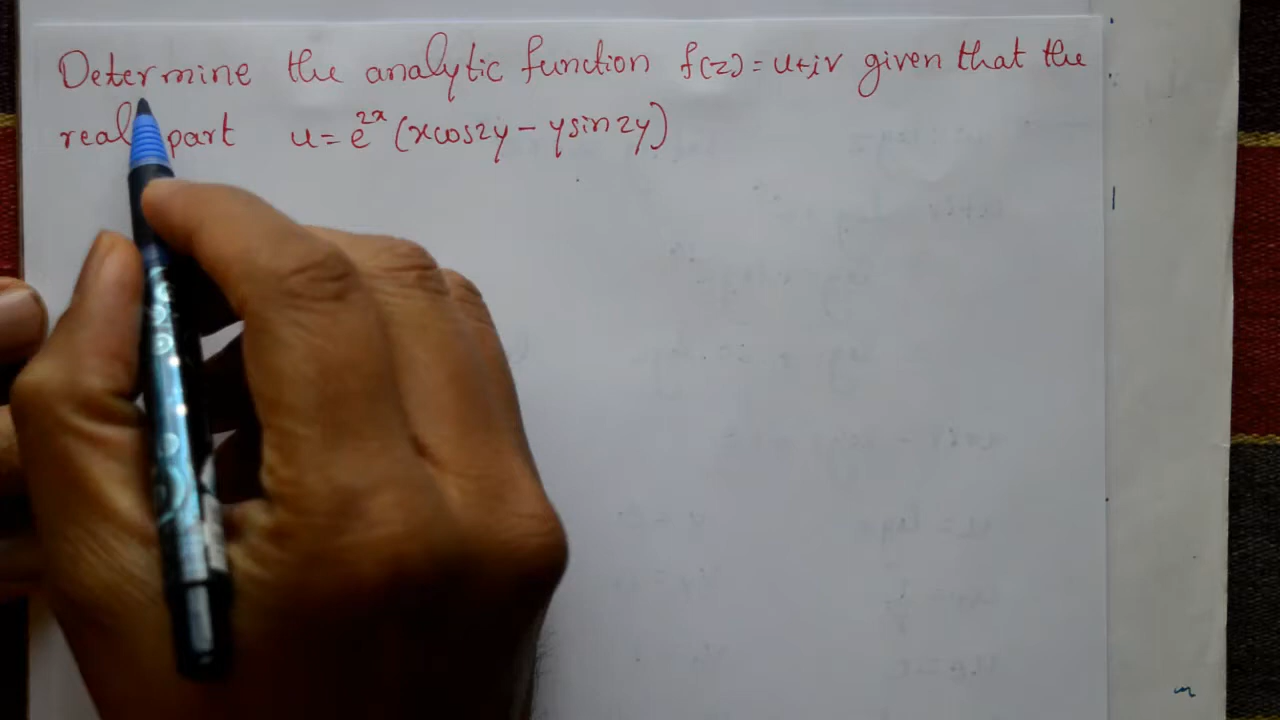 Determine the analytic function f(z) = u+iv given that the
real part u = e^{2x} (xcos2y - ysin2y)